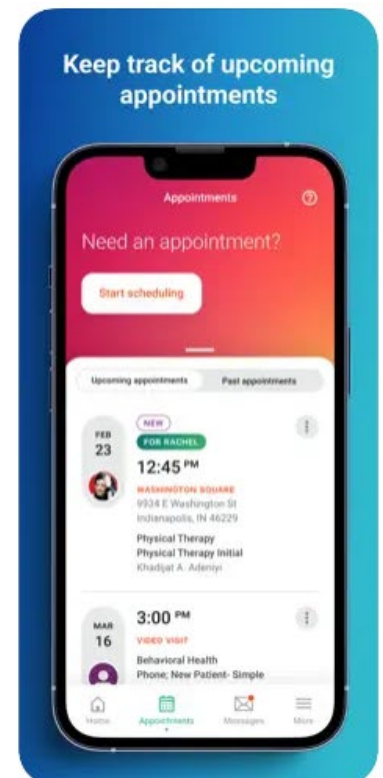 Keep track of upcoming
appointments
Appointments
Need an appointment?
Start scheduling
Upcoming appointments
Past appointments
FEB
23
NEW
FOR RACHEL
12:45 PM
WASHINGTON SQUARE
9934 E Washington St
Indianapolis, IN 46229
Physical Therapy
Physical Therapy Initial
Khadijat A. Adeniyi
MAR
16
3:00 PM
VIDEO VISIT
Behavioral Health
Phone; New Patient- Simple
Home
Appointments
Messages
More